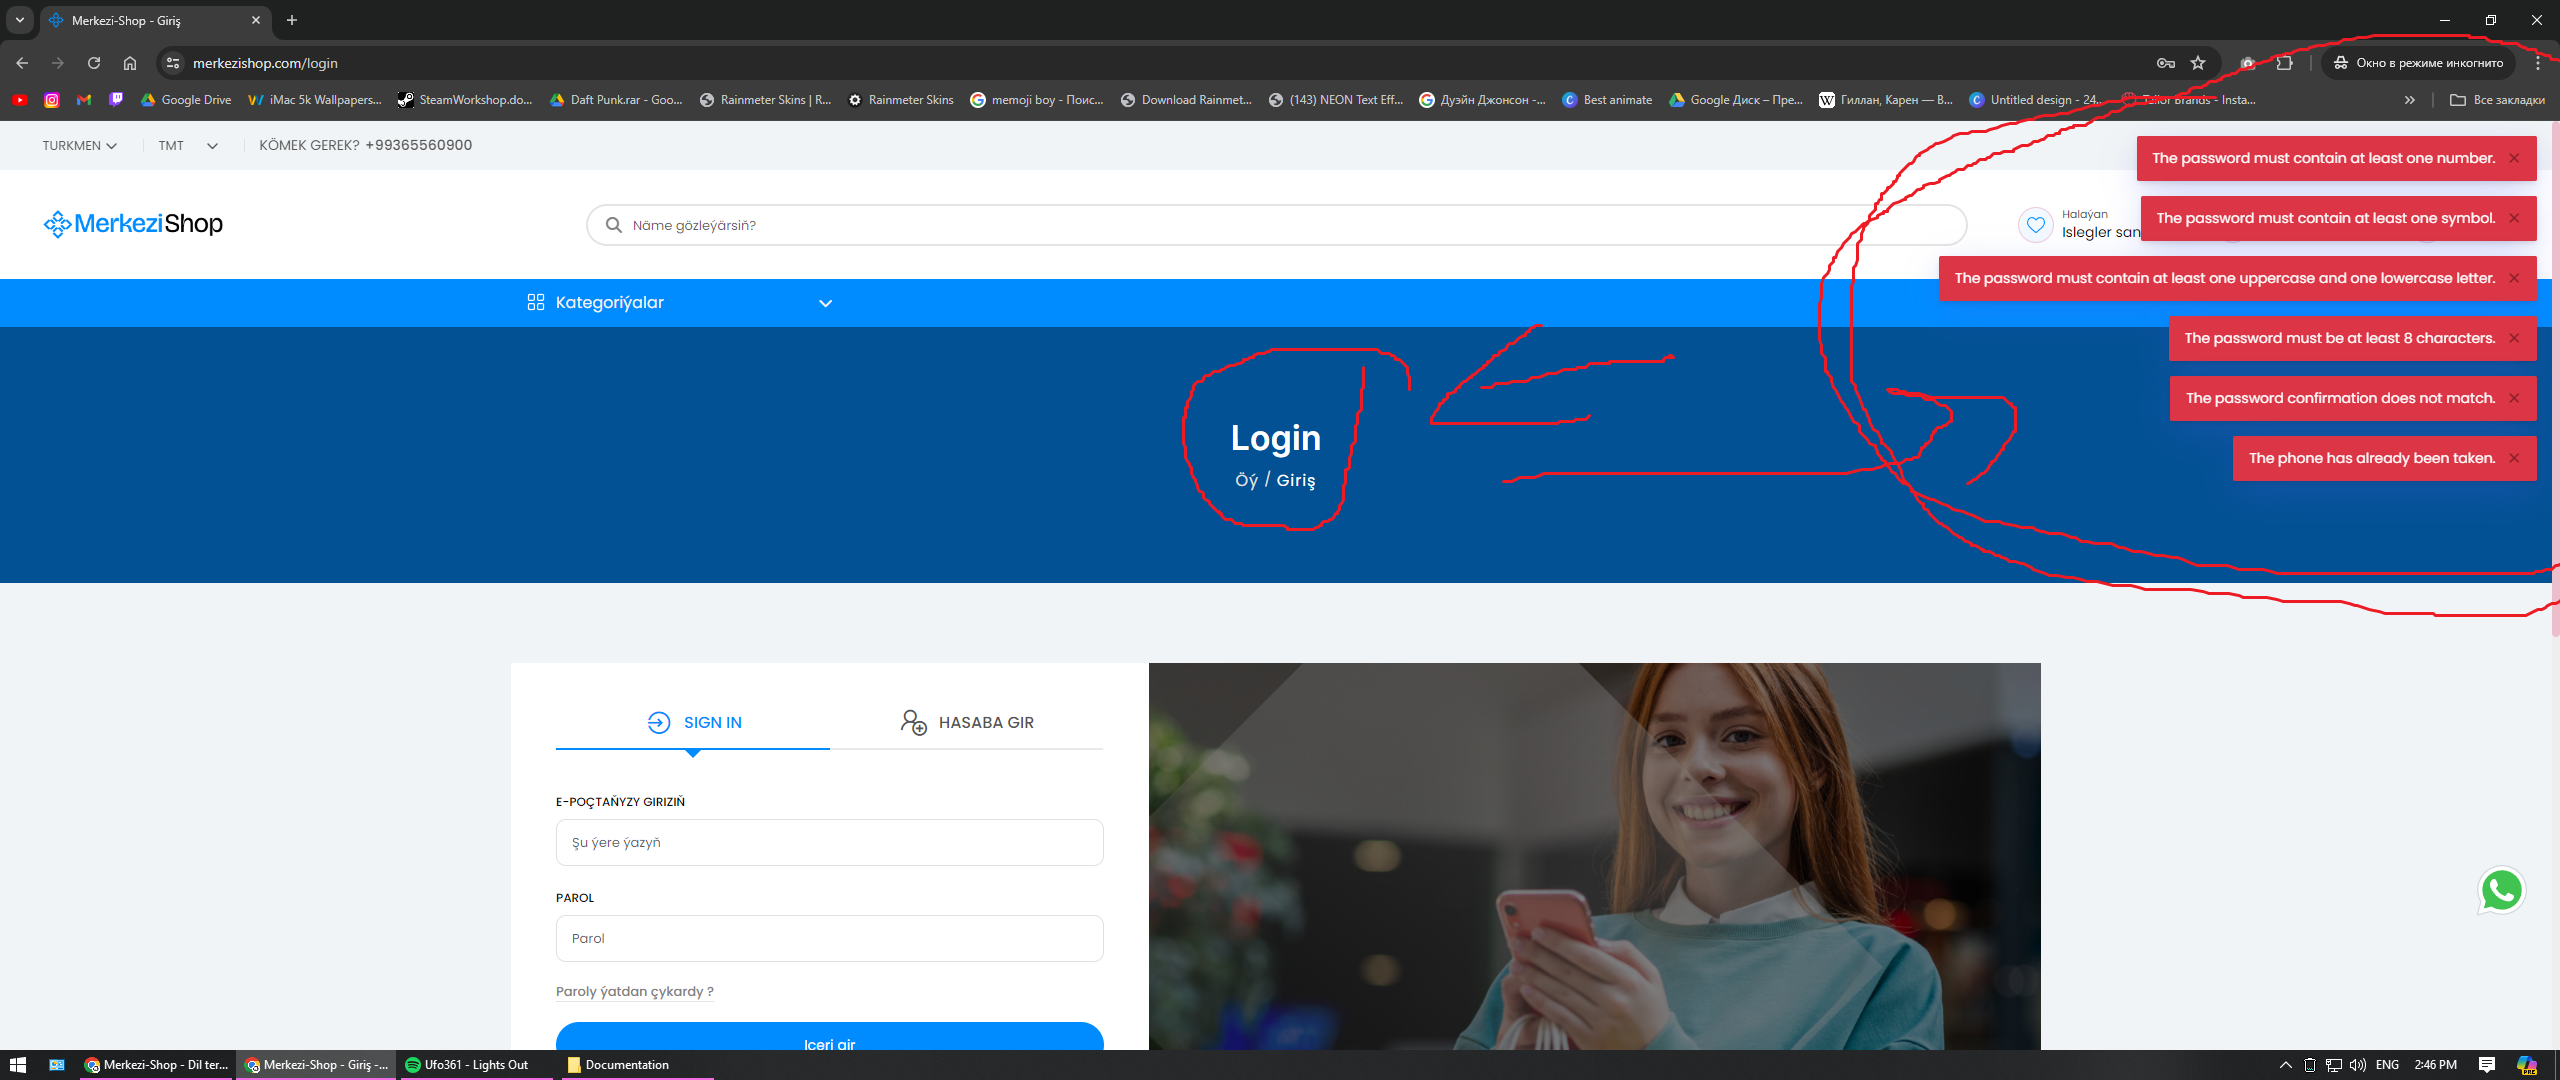 Merkezi-Shop - Giriş
merkezishop.com/login
Окно в режиме инкогнито
Google Drive
iMac 5k Wallpapers...
SteamWorkshop.do...
Daft Punk.rar - Goo...
Rainmeter Skins | R...
Rainmeter Skins
memoji boy - Поис...
Download Rainmet...
(143) NEON Text Eff...
Дуэйн Джонсон -...
Best animate
Google Диск – Пре...
Гиллан, Карен — В...
Untitled design - 24...
Tailor Brands - Insta...
Все закладки
TURKMEN
TMT
KÖMEK GEREK? +99365560900
The password must contain at least one number.
MerkeziShop
Näme gözleýärsiň?
Halaýan
Islegler san
The password must contain at least one symbol.
The password must contain at least one uppercase and one lowercase letter.
Kategoriýalar
The password must be at least 8 characters.
The password confirmation does not match.
The phone has already been taken.
Login
Öý / Giriş
SIGN IN
HASABA GIR
E-POÇTAŇYZY GIRIZIŇ
Şu ýere ýazyň
PAROL
Parol
Paroly ýatdan çykardy ?
Içeri gir
Merkezi-Shop - Dil ter...
Merkezi-Shop - Giriş -...
Ufo361 - Lights Out
Documentation
ENG
2:46 PM